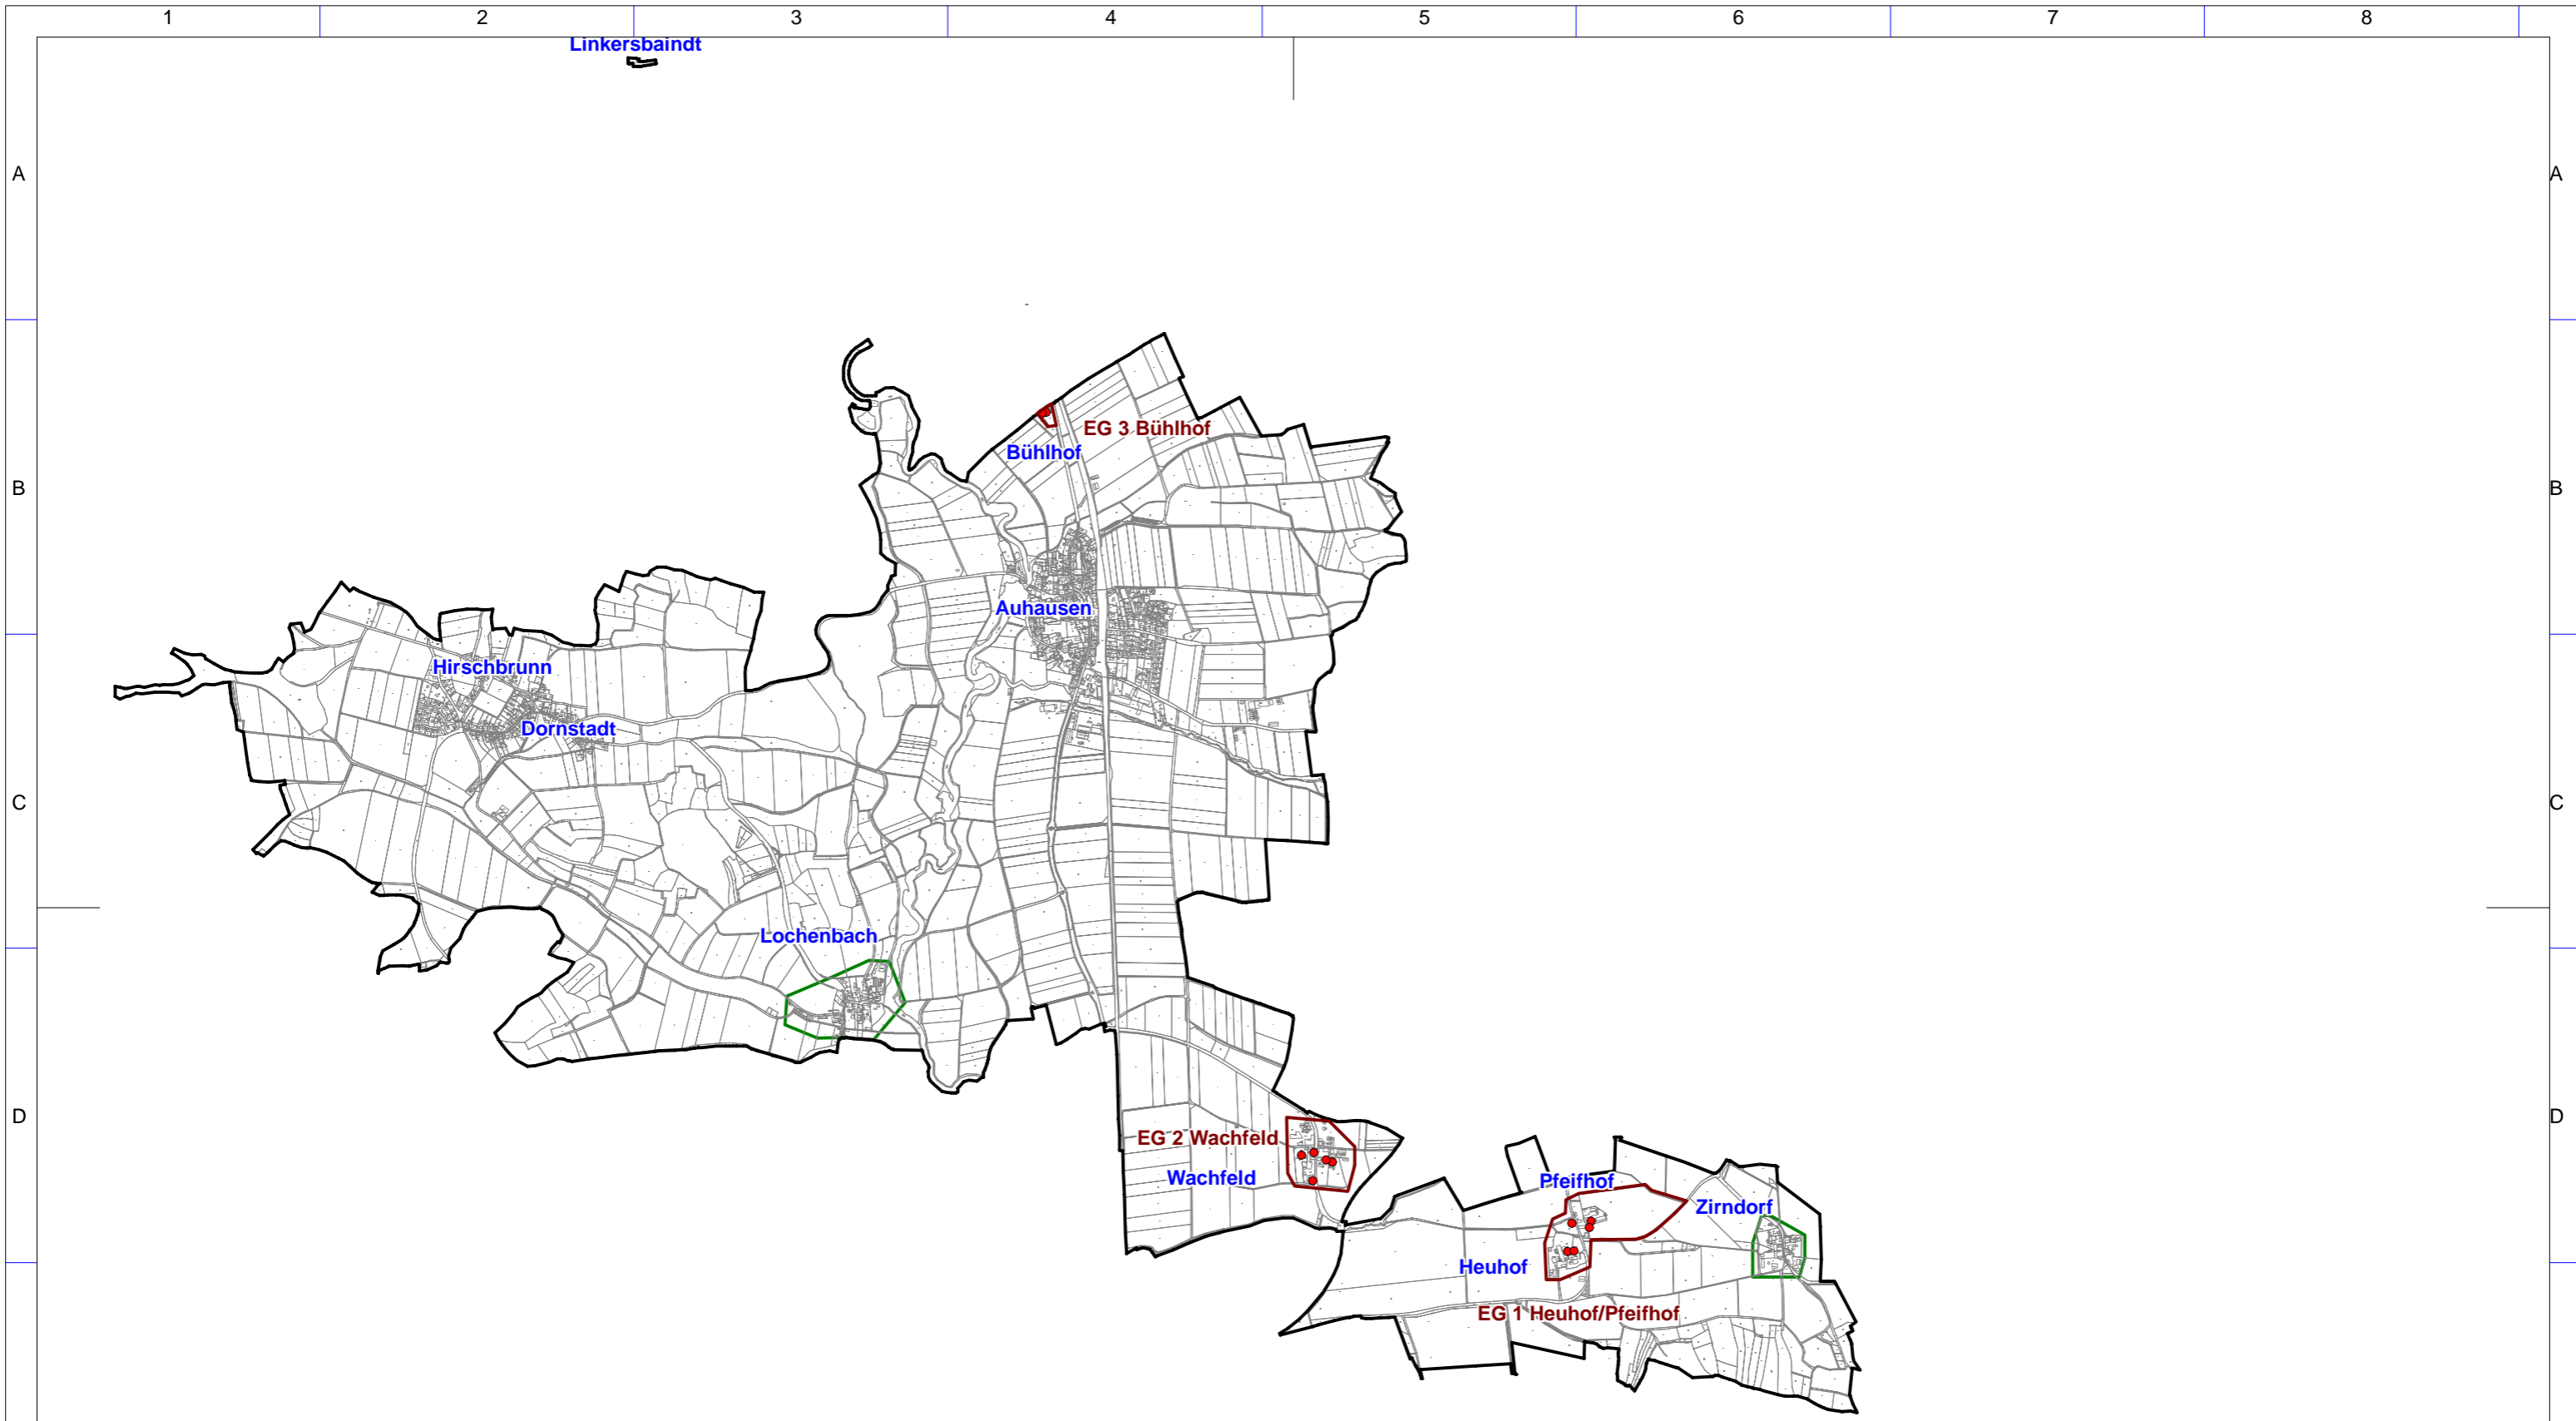 1 2 3 4 5 6 7 8
Linkersbaindt
A A
EG 3 Bühlhof
Bühlhof
B B
Auhausen
Hirschbrunn
Dornstadt
C C
Lochenbach
D D
EG 2 Wachfeld
Wachfeld
Pfeifhof
Zirndorf
Heuhof
EG 1 Heuhof/Pfeifhof